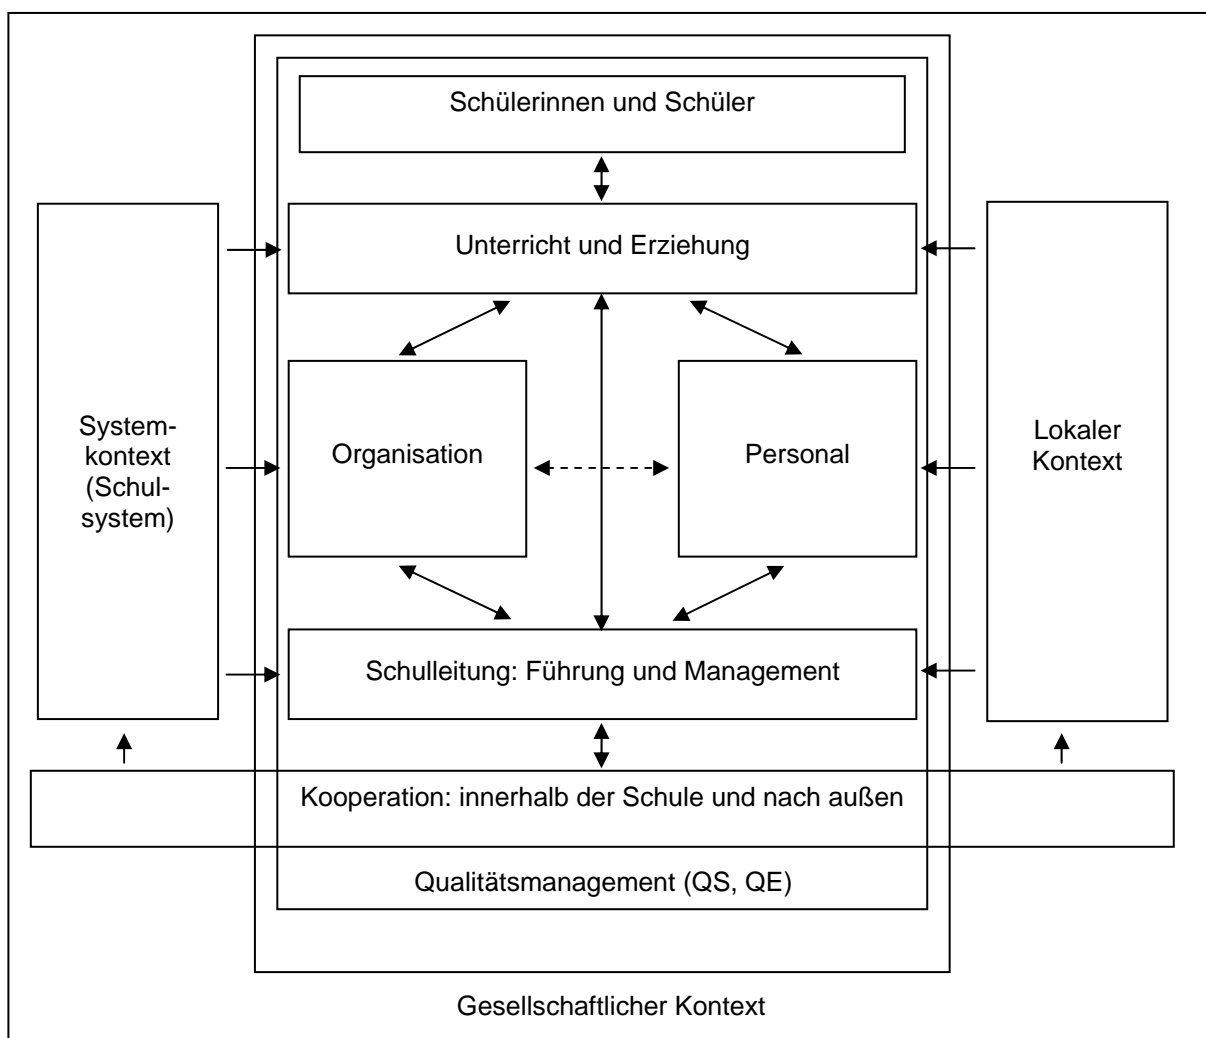 Schülerinnen und Schüler
Unterricht und Erziehung
System-
kontext
(Schul-
system)
Organisation
Personal
Lokaler
Kontext
Schulleitung: Führung und Management
Kooperation: innerhalb der Schule und nach außen
Qualitätsmanagement (QS, QE)
Gesellschaftlicher Kontext